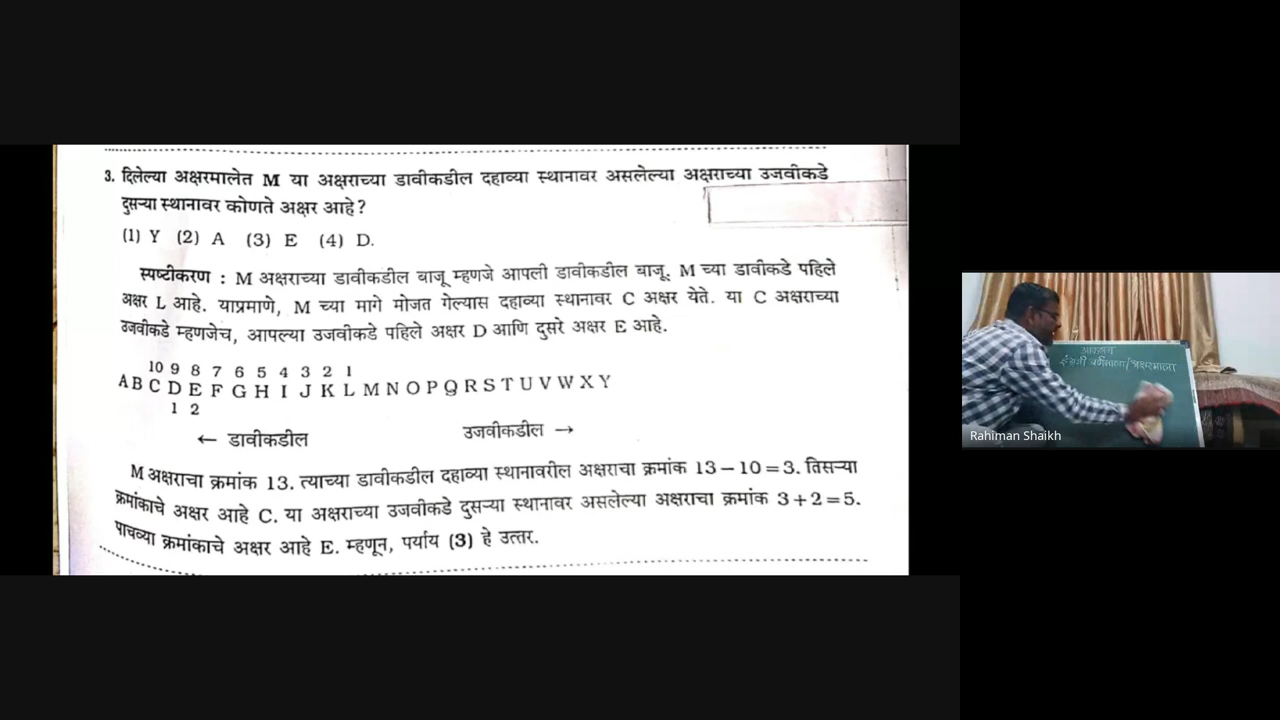 3. दिलेल्या अक्षरमालेत M या अक्षराच्या डावीकडील दहाव्या स्थानावर असलेल्या अक्षराच्या उजवीकडे
दुसऱ्या स्थानावर कोणते अक्षर आहे?
(1) Y (2) A (3) E (4) D.
स्पष्टीकरण : M अक्षराच्या डावीकडील बाजू म्हणजे आपली डावीकडील बाजू. M च्या डावीकडे पहिले
अक्षर L आहे. याप्रमाणे, M च्या मागे मोजत गेल्यास दहाव्या स्थानावर C अक्षर येते. या C अक्षराच्या
उजवीकडे म्हणजेच, आपल्या उजवीकडे पहिले अक्षर D आणि दुसरे अक्षर E आहे.
10 9 8 7 6 5 4 3 2 1
A B C D E F G H I J K L M N O P Q R S T U V W X Y
1 2
← डावीकडील उजवीकडील →
M अक्षराचा क्रमांक 13. त्याच्या डावीकडील दहाव्या स्थानावरील अक्षराचा क्रमांक 13 – 10 = 3. तिसऱ्या
क्रमांकाचे अक्षर आहे C. या अक्षराच्या उजवीकडे दुसऱ्या स्थानावर असलेल्या अक्षराचा क्रमांक 3 + 2 = 5.
पाचव्या क्रमांकाचे अक्षर आहे E. म्हणून, पर्याय (3) हे उत्तर.
आकलन
इंग्रजी वर्णमाला/अक्षरमाला
Rahiman Shaikh